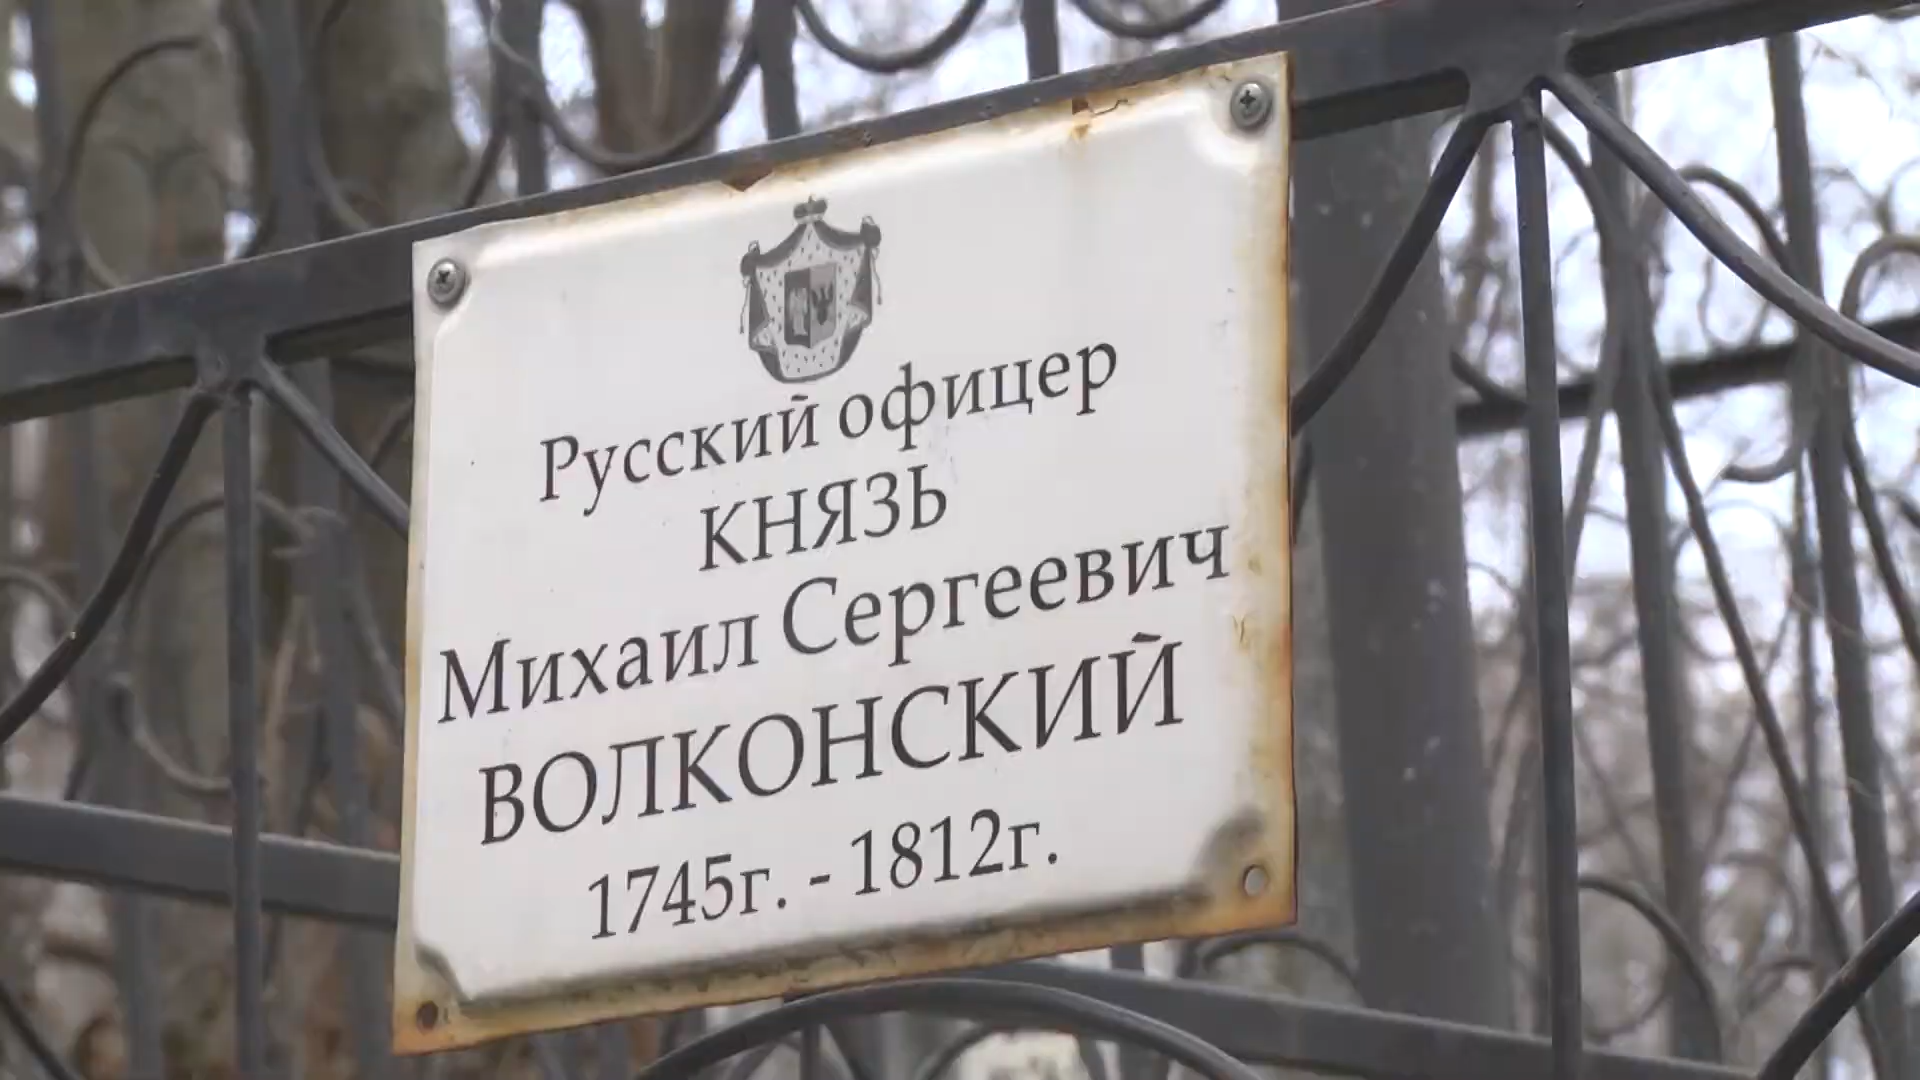 Русский офицер
КНЯЗЬ
Михаил Сергеевич
ВОЛКОНСКИЙ
1745г. - 1812г.